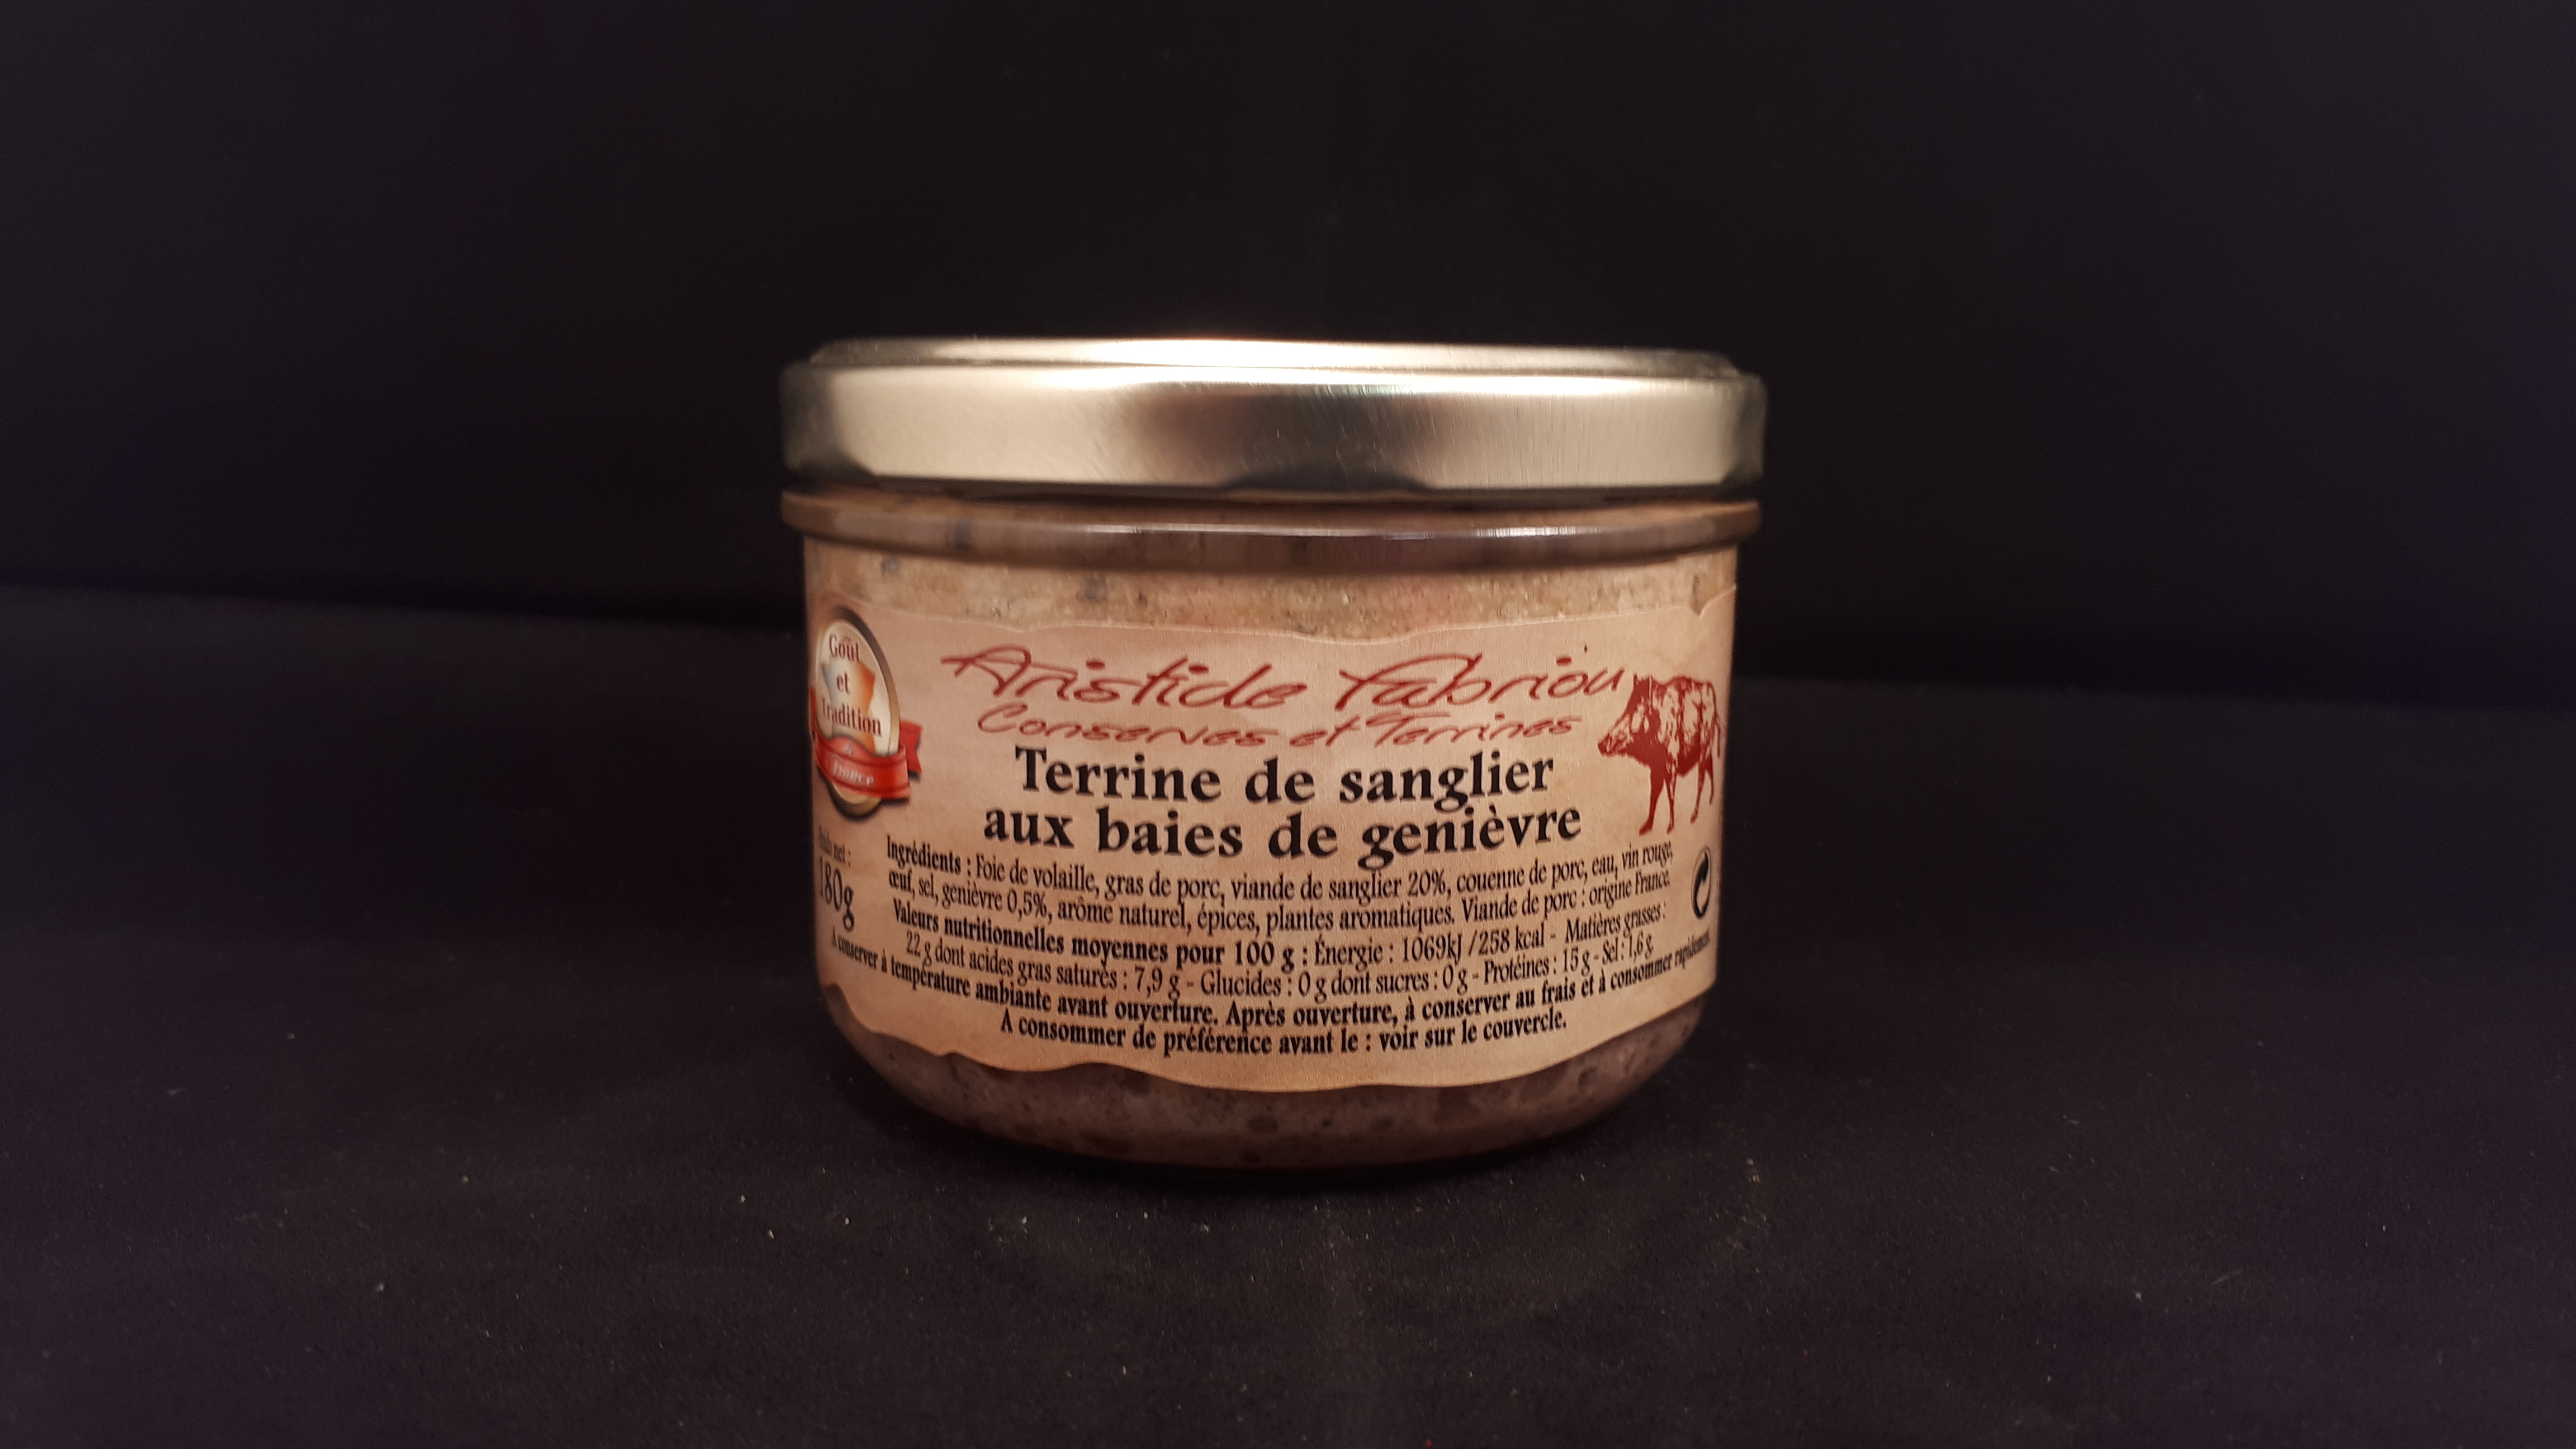 Goût
et
Tradition
France
Aristide Fabriou
Conserves et Terrines
Terrine de sanglier
aux baies de genièvre
net :
180g
Ingrédients : Foie de volaille, gras de porc, viande de sanglier 20%, couenne de porc, eau, vin rouge,
œuf, sel, genièvre 0,5%, arôme naturel, épices, plantes aromatiques. Viande de porc : origine France.
Valeurs nutritionnelles moyennes pour 100 g : Énergie : 1069kJ /258 kcal - Matières grasses :
22 g dont acides gras saturés : 7,9 g - Glucides : 0 g dont sucres : 0 g - Protéines : 15 g - Sel : 1,6 g
A conserver à température ambiante avant ouverture. Après ouverture, à conserver au frais et à consommer rapidement.
A consommer de préférence avant le : voir sur le couvercle.